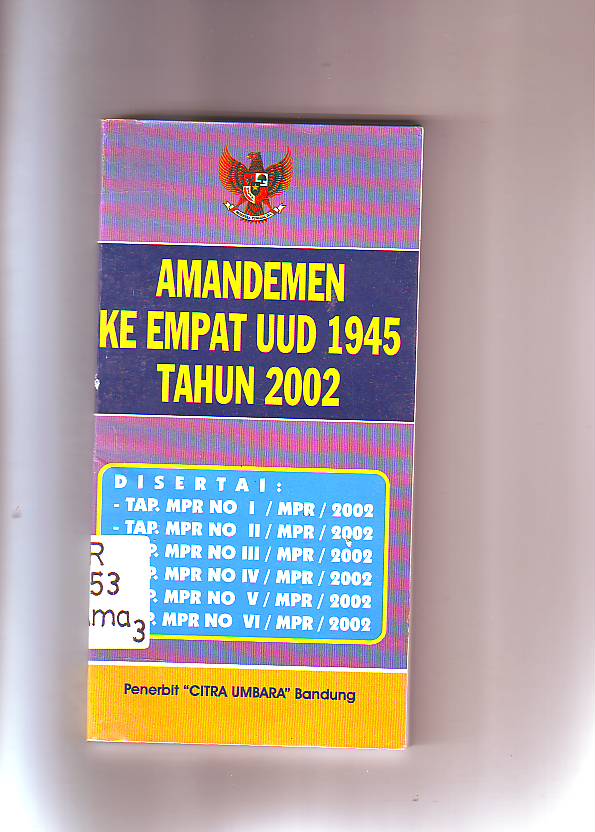 AMANDEMEN
KE EMPAT UUD 1945
TAHUN 2002
DISERTAI:
- TAP. MPR NO I / MPR / 2002
- TAP. MPR NO II / MPR / 2002
P. MPR NO III / MPR / 2002
P. MPR NO IV / MPR / 2002
P. MPR NO V / MPR / 2002
P. MPR NO VI / MPR / 2002
R
53
ma
3
Penerbit “CITRA UMBARA” Bandung